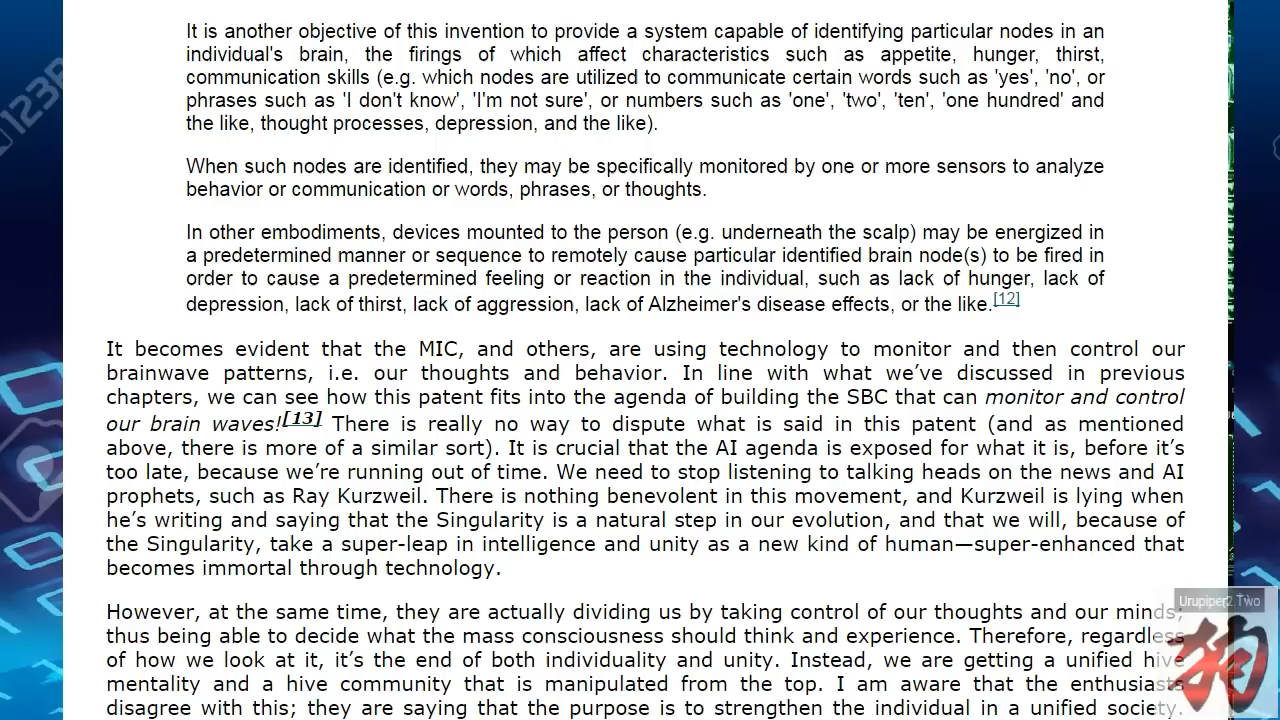 It is another objective of this invention to provide a system capable of identifying particular nodes in an
individual's brain, the firings of which affect characteristics such as appetite, hunger, thirst,
communication skills (e.g. which nodes are utilized to communicate certain words such as 'yes', 'no', or
phrases such as 'I don't know', 'I'm not sure', or numbers such as 'one', 'two', 'ten', 'one hundred' and
the like, thought processes, depression, and the like).
When such nodes are identified, they may be specifically monitored by one or more sensors to analyze
behavior or communication or words, phrases, or thoughts.
In other embodiments, devices mounted to the person (e.g. underneath the scalp) may be energized in
a predetermined manner or sequence to remotely cause particular identified brain node(s) to be fired in
order to cause a predetermined feeling or reaction in the individual, such as lack of hunger, lack of
depression, lack of thirst, lack of aggression, lack of Alzheimer's disease effects, or the like.[12]
It becomes evident that the MIC, and others, are using technology to monitor and then control our
brainwave patterns, i.e. our thoughts and behavior. In line with what we've discussed in previous
chapters, we can see how this patent fits into the agenda of building the SBC that can monitor and control
our brain waves![13] There is really no way to dispute what is said in this patent (and as mentioned
above, there is more of a similar sort). It is crucial that the AI agenda is exposed for what it is, before it's
too late, because we're running out of time. We need to stop listening to talking heads on the news and AI
prophets, such as Ray Kurzweil. There is nothing benevolent in this movement, and Kurzweil is lying when
he's writing and saying that the Singularity is a natural step in our evolution, and that we will, because of
the Singularity, take a super-leap in intelligence and unity as a new kind of human—super-enhanced that
becomes immortal through technology.
However, at the same time, they are actually dividing us by taking control of our thoughts and our minds;
thus being able to decide what the mass consciousness should think and experience. Therefore, regardless
of how we look at it, it's the end of both individuality and unity. Instead, we are getting a unified hive
mentality and a hive community that is manipulated from the top. I am aware that the enthusiasts
disagree with this; they are saying that the purpose is to strengthen the individual in a unified society.
Urupiper2 Two